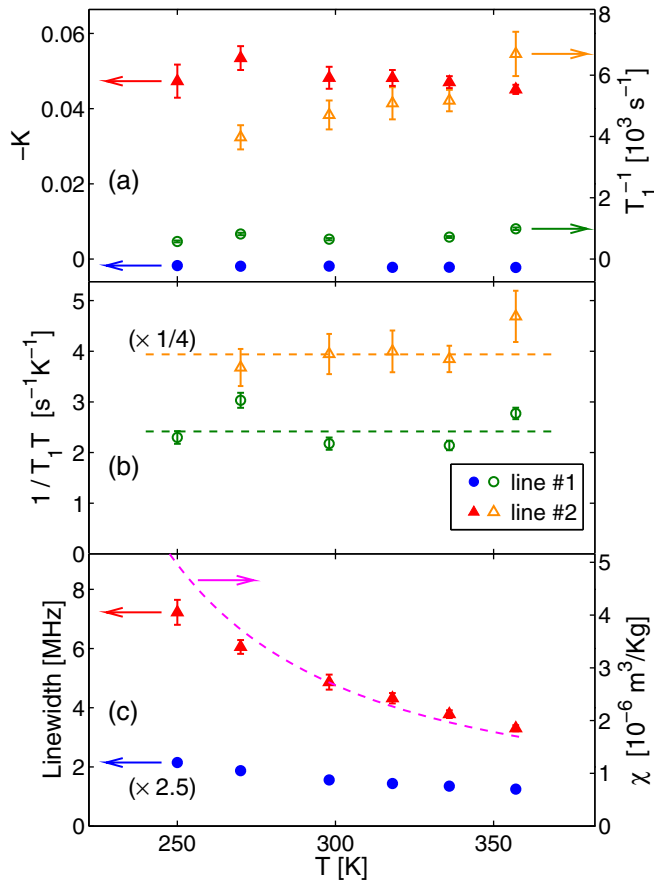 0.06
0.04
0.02
0
−K
(a)
8
6
4
2
0
T₁⁻¹ [10³ s⁻¹]
5
4
3
2
1
0
1 / T₁T [s⁻¹K⁻¹]
(× 1/4)
(b)
line #1
line #2
8
6
4
2
0
Linewidth [MHz]
(c)
(× 2.5)
5
4
3
2
1
0
χ [10⁻⁶ m³/Kg]
250
300
350
T [K]